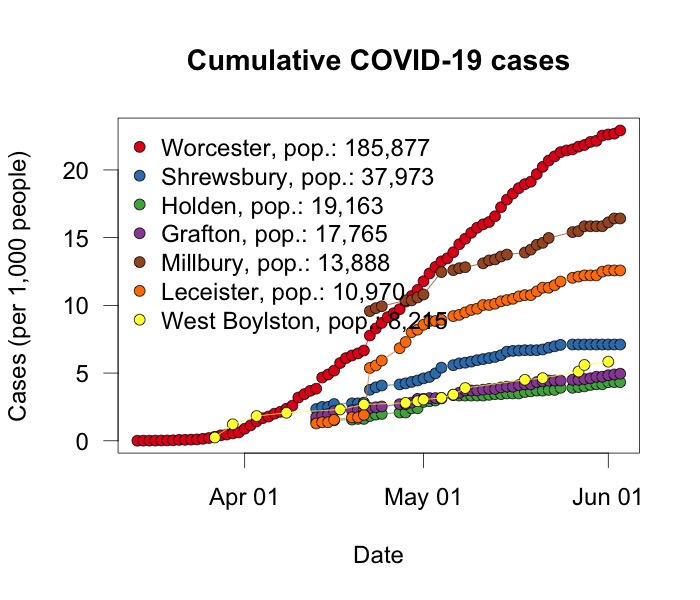 Cumulative COVID-19 cases
Cases (per 1,000 people)
20
15
10
5
0
Worcester, pop.: 185,877
Shrewsbury, pop.: 37,973
Holden, pop.: 19,163
Grafton, pop.: 17,765
Millbury, pop.: 13,888
Leceister, pop.: 10,970
West Boylston, pop.: 8,215
Apr 01 May 01 Jun 01
Date